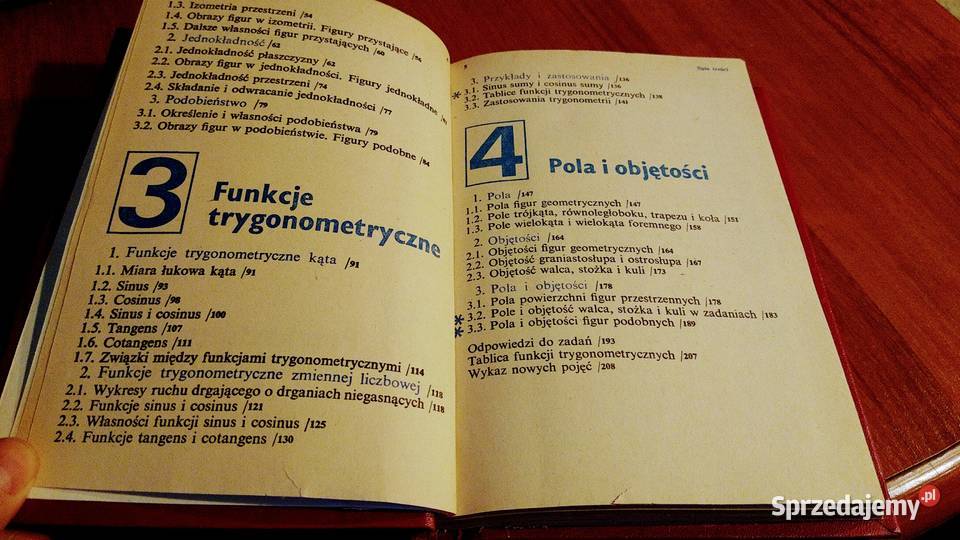 1.3. Izometria przestrzeni /54
1.4. Obrazy figur w izometrii. Figury przystające /56
1.5. Dalsze własności figur przystających /60
2. Jednokładność /62
2.1. Jednokładność płaszczyzny /62
2.2. Obrazy figur w jednokładności. Figury jednokładne
2.3. Jednokładność przestrzeni /74
2.4. Składanie i odwracanie jednokładności /77
3. Podobieństwo /79
3.1. Określenie i własności podobieństwa /79
3.2. Obrazy figur w podobieństwie. Figury podobne /84
3 Funkcje
trygonometryczne
1. Funkcje trygonometryczne kąta /91
1.1. Miara łukowa kąta /91
1.2. Sinus /93
1.3. Cosinus /98
1.4. Sinus i cosinus /100
1.5. Tangens /107
1.6. Cotangens /111
1.7. Związki między funkcjami trygonometrycznymi /114
2. Funkcje trygonometryczne zmiennej liczbowej /118
2.1. Wykresy ruchu drgającego o drganiach niegasnących /118
2.2. Funkcje sinus i cosinus /121
2.3. Własności funkcji sinus i cosinus /125
2.4. Funkcje tangens i cotangens /130
Spis treści
3. Przykłady i zastosowania /136
* 3.1. Sinus sumy i cosinus sumy /136
3.2. Tablice funkcji trygonometrycznych /138
3.3. Zastosowania trygonometrii /141
4 Pola i objętości
1. Pola /147
1.1. Pola figur geometrycznych /147
1.2. Pole trójkąta, równoległoboku, trapezu i koła /151
1.3. Pole wielokąta i wielokąta foremnego /158
2. Objętości /164
2.1. Objętości figur geometrycznych /164
2.2. Objętość graniastosłupa i ostrosłupa /167
2.3. Objętość walca, stożka i kuli /173
3. Pola i objętości /178
3.1. Pola powierzchni figur przestrzennych /178
* 3.2. Pole i objętość walca, stożka i kuli w zadaniach /183
* 3.3. Pola i objętości figur podobnych /189
Odpowiedzi do zadań /193
Tablica funkcji trygonometrycznych /207
Wykaz nowych pojęć /208
Sprzedajemy.pl